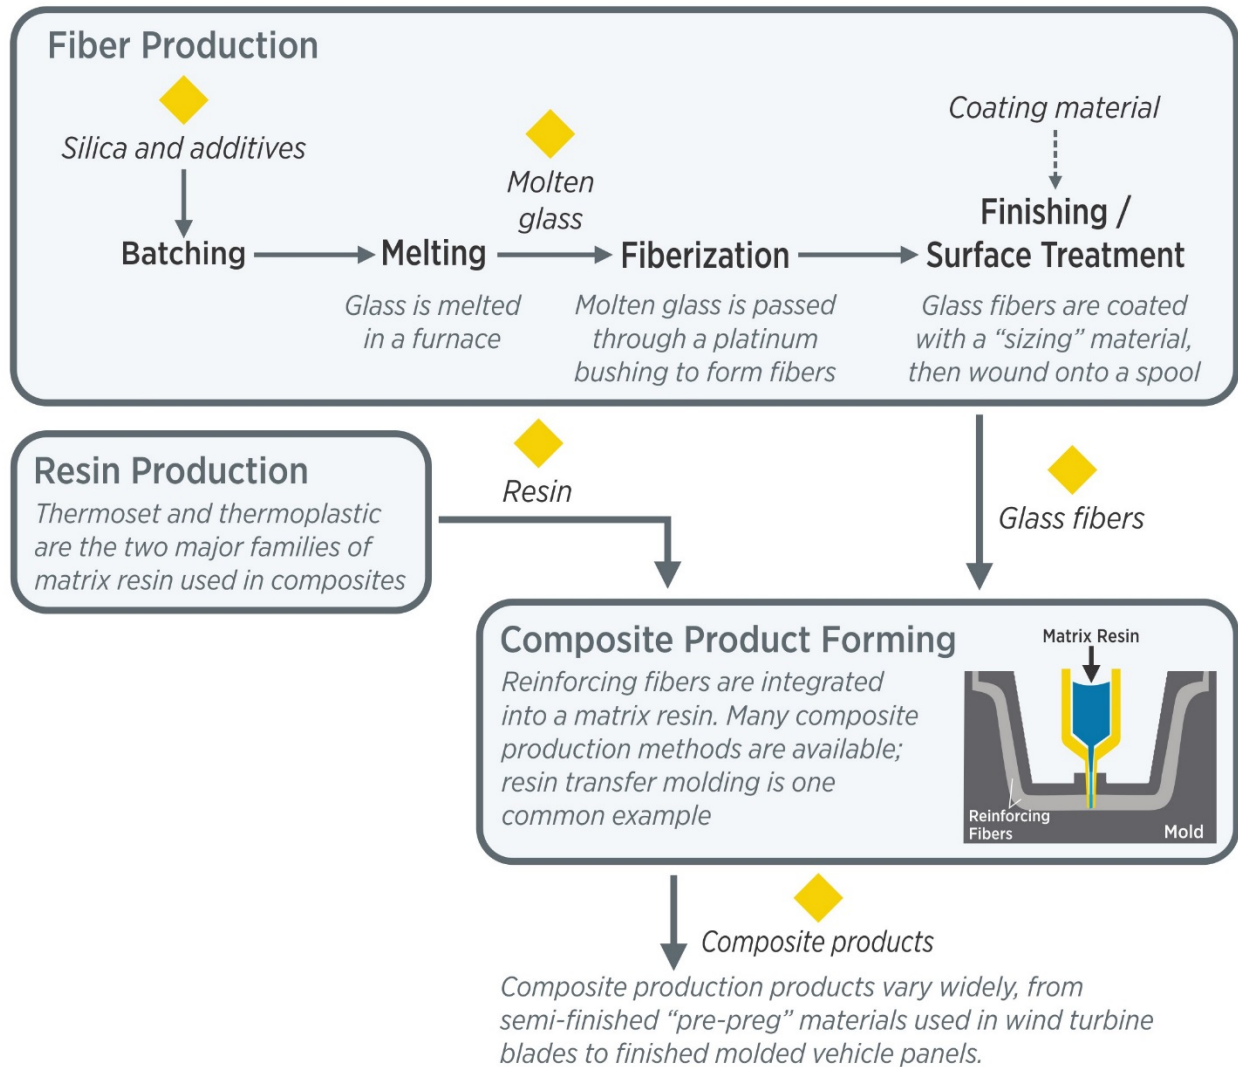 Fiber Production
Silica and additives
Batching
Melting
Glass is melted
in a furnace
Molten
glass
Fiberization
Molten glass is passed
through a platinum
bushing to form fibers
Coating material
Finishing /
Surface Treatment
Glass fibers are coated
with a “sizing” material,
then wound onto a spool
Resin Production
Thermoset and thermoplastic
are the two major families of
matrix resin used in composites
Resin
Glass fibers
Composite Product Forming
Reinforcing fibers are integrated
into a matrix resin. Many composite
production methods are available;
resin transfer molding is one
common example
Matrix Resin
Reinforcing
Fibers
Mold
Composite products
Composite production products vary widely, from
semi-finished “pre-preg” materials used in wind turbine
blades to finished molded vehicle panels.